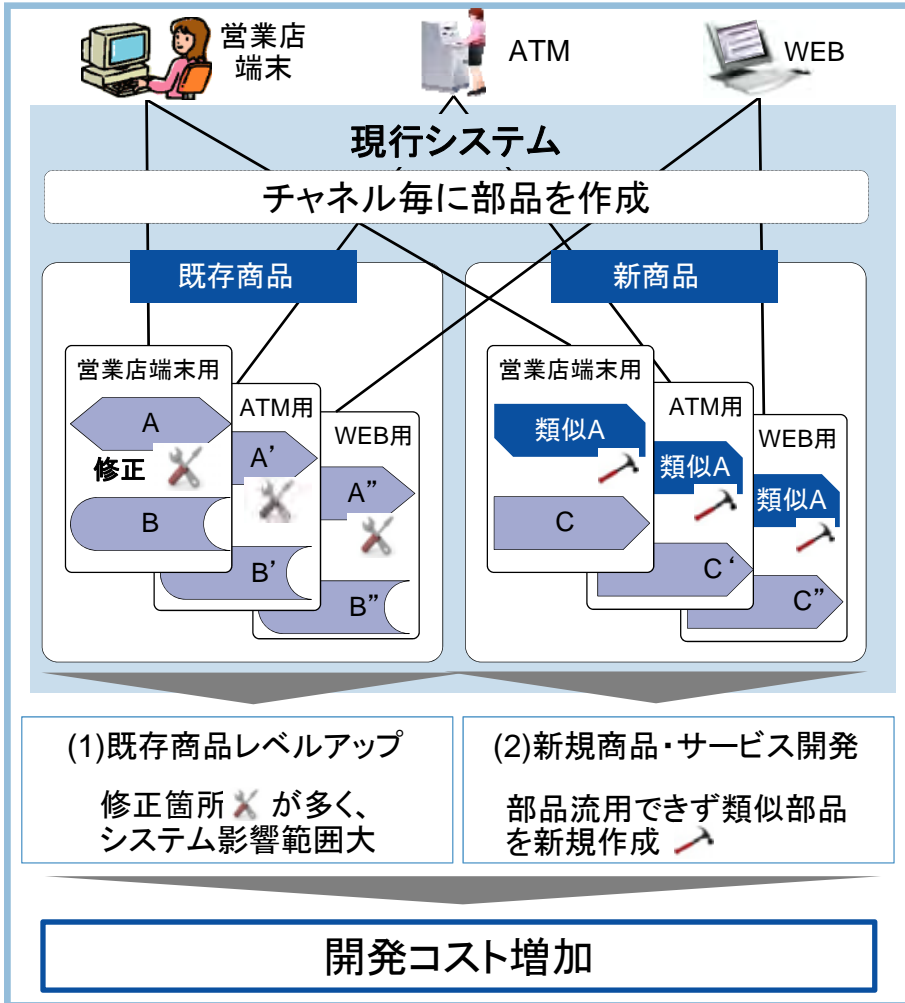 営業店
端末
ATM
WEB
現行システム
チャネル毎に部品を作成
既存商品
新商品
営業店端末用
A
修正
B
ATM用
A’
B’
WEB用
A”
B”
営業店端末用
類似A
C
ATM用
類似A
C‘
WEB用
類似A
C”
(1)既存商品レベルアップ
修正箇所 が多く、
システム影響範囲大
(2)新規商品・サービス開発
部品流用できず類似部品
を新規作成
開発コスト増加